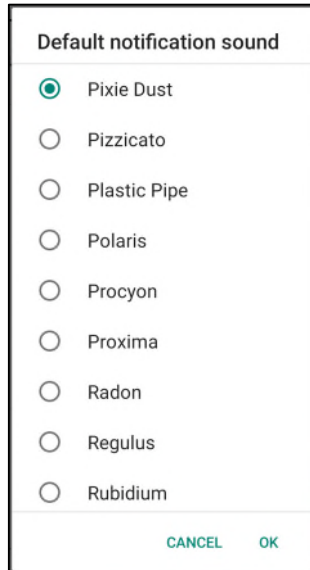 Default notification sound
Pixie Dust
Pizzicato
Plastic Pipe
Polaris
Procyon
Proxima
Radon
Regulus
Rubidium
CANCEL OK